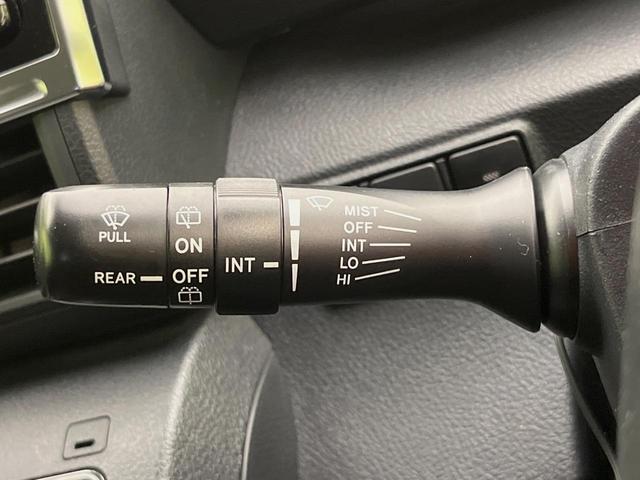 PULL
REAR
ON
OFF
INT
MIST
OFF
INT
LO
HI